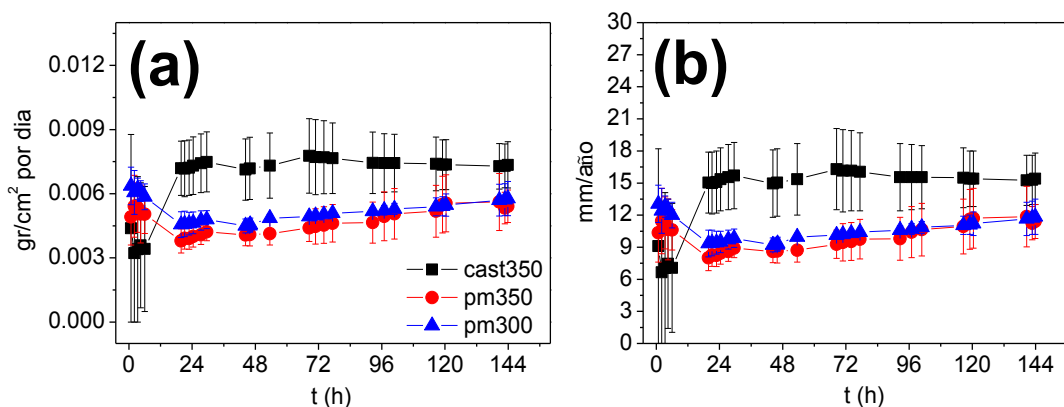 (a)
gr/cm² por dia
0.012
0.009
0.006
0.003
0.000
cast350
pm350
pm300
0 24 48 72 96 120 144
t (h)
(b)
mm/año
30
27
24
21
18
15
12
9
6
3
0
0 24 48 72 96 120 144
t (h)